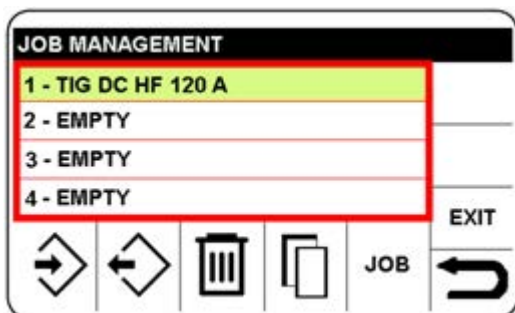 JOB MANAGEMENT
1 - TIG DC HF 120 A
2 - EMPTY
3 - EMPTY
4 - EMPTY
EXIT
JOB